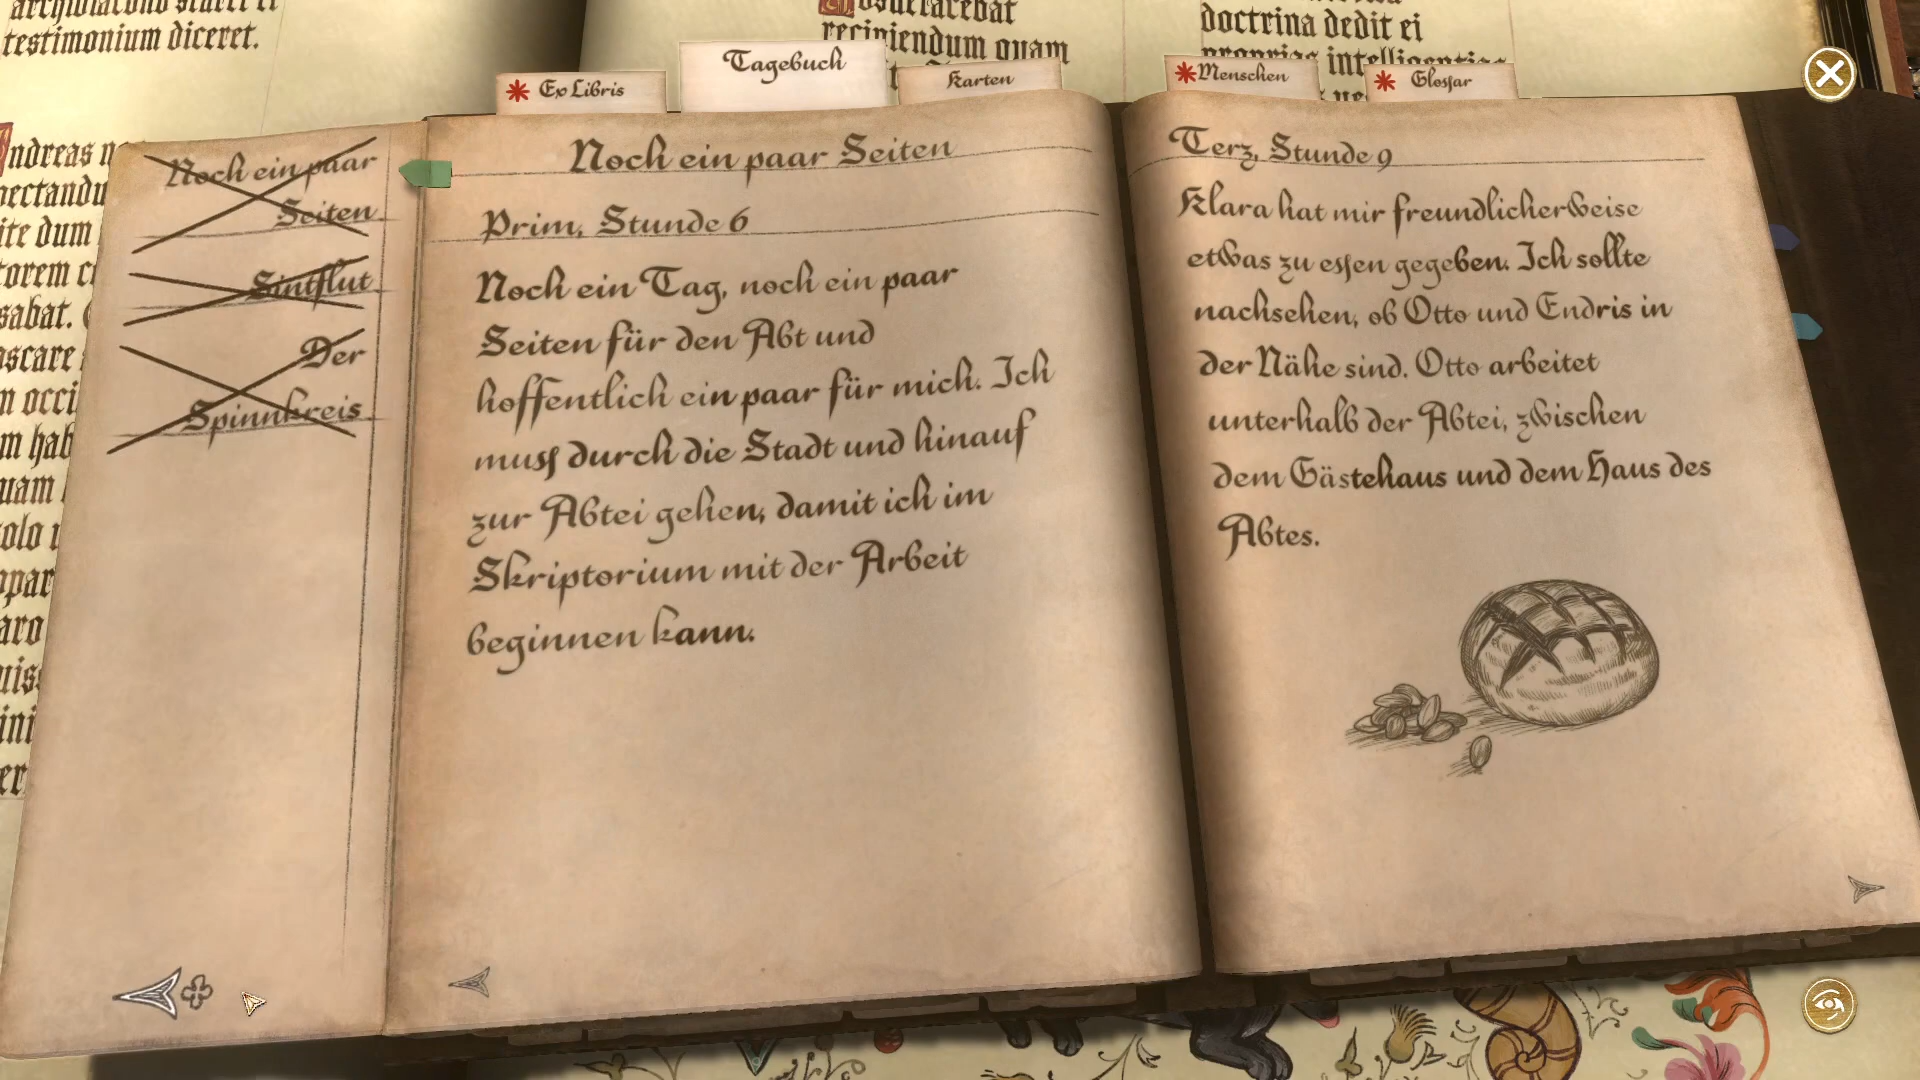 archidiacono
testimonium diceret.
recipiendum quam
doctrina dedit ei
proprias
Ex Libris
Tagebuch
Karten
Menschen
Glossar
Noch ein paar
Seiten
Sintflut
Der
Spinnkreis
Noch ein paar Seiten
Prim, Stunde 6
Noch ein Tag, noch ein paar
Seiten für den Abt und
hoffentlich ein paar für mich. Ich
muss durch die Stadt und hinauf
zur Abtei gehen, damit ich im
Skriptorium mit der Arbeit
beginnen kann.
Terz, Stunde 9
Klara hat mir freundlicherweise
etwas zu essen gegeben. Ich sollte
nachsehen, ob Otto und Endris in
der Nähe sind. Otto arbeitet
unterhalb der Abtei, zwischen
dem Gästehaus und dem Haus des
Abtes.